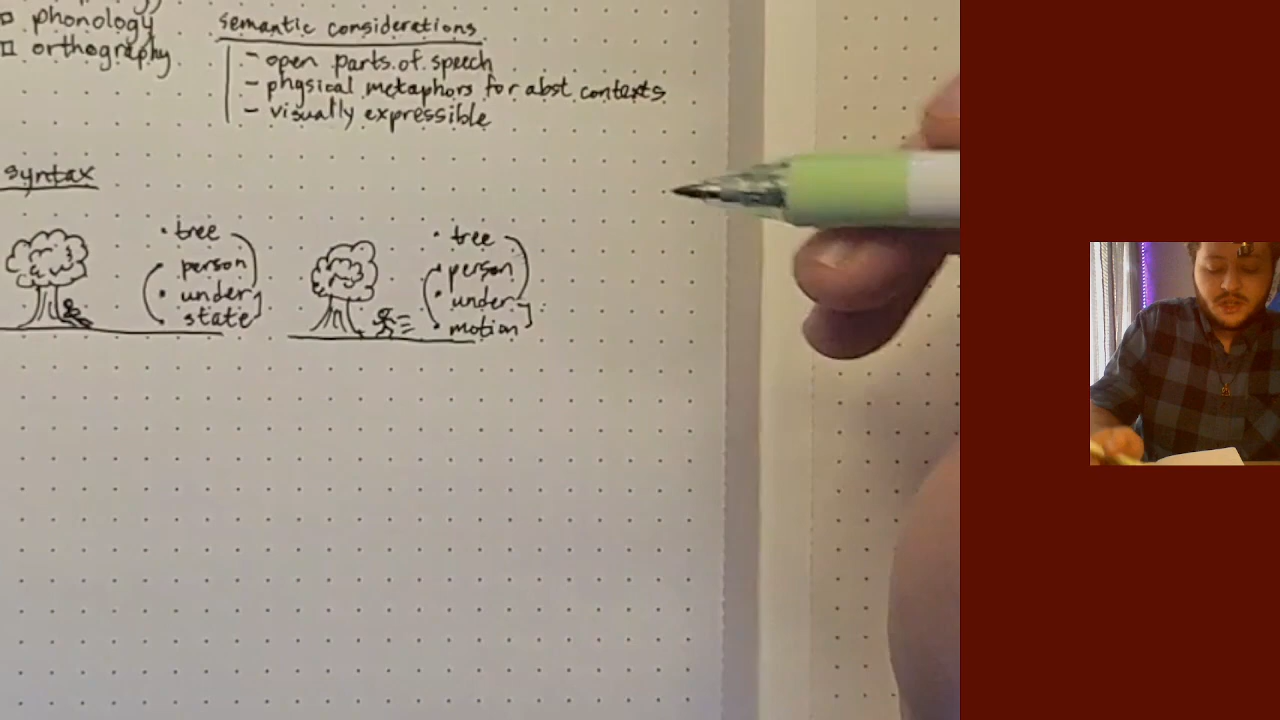 phonology
orthography
semantic considerations
- open parts of speech
- physical metaphors for abst contexts
- visually expressible
syntax
• tree
person
• under
state
• tree
person
• under
motion